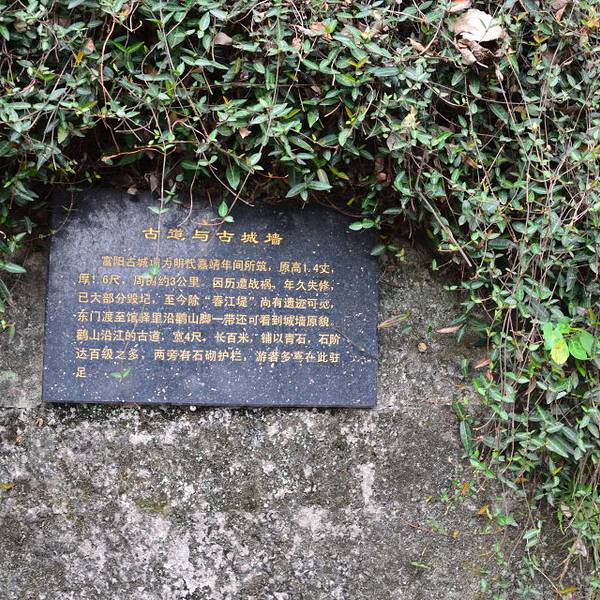 古道与古城墙
富阳古城墙为明代嘉靖年间所筑，原高1.4丈，
厚1.6尺，周围约3公里。因历遭战祸，年久失修，
已大部分毁圮，至今除“春江堤”尚有遗迹可见，
东门渡至馆驿里沿鹳山脚一带还可看到城墙原貌。
鹳山沿江的古道，宽4尺，长百米，铺以青石，石阶
达百级之多，两旁有石砌护栏，游者多喜在此驻
足。